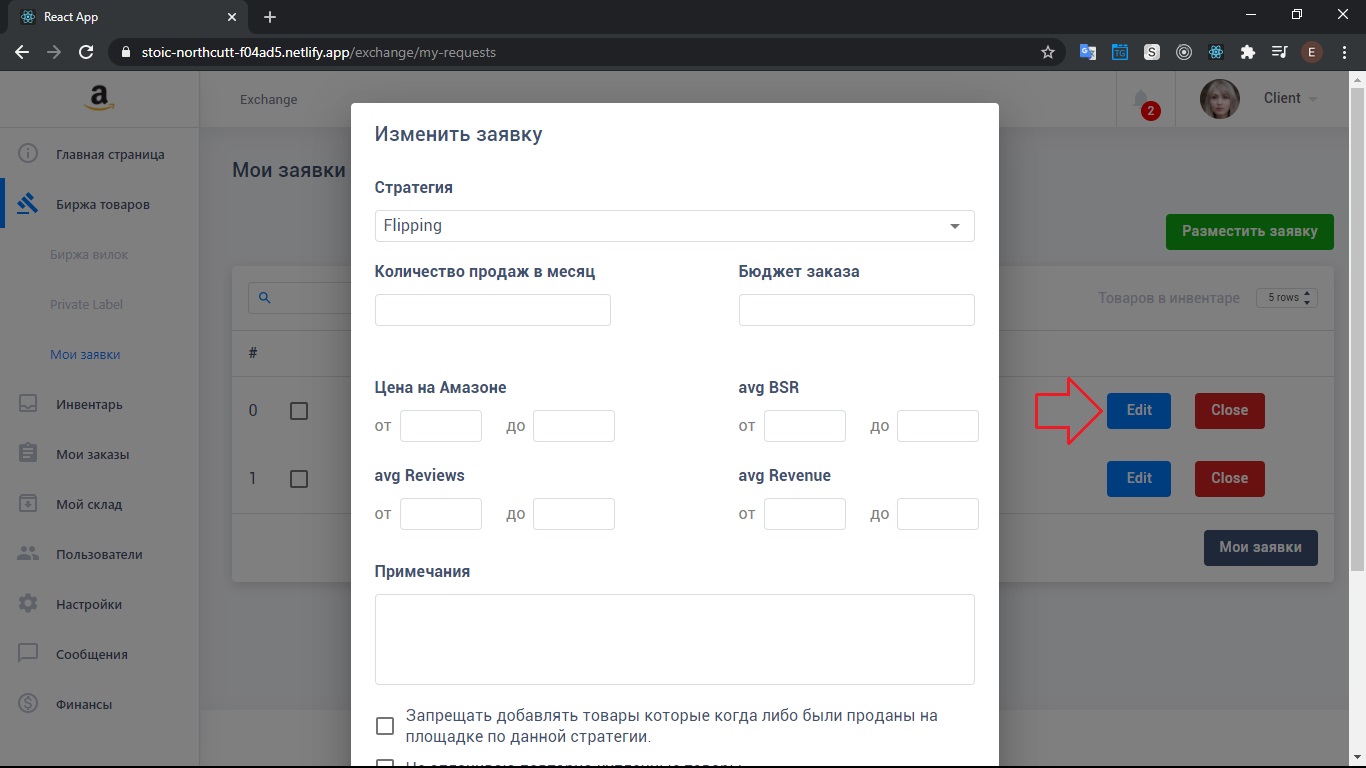 React App
stoic-northcutt-f04ad5.netlify.app/exchange/my-requests
TG
S
E
a
Exchange
2
Client
Главная страница
Биржа товаров
Биржа вилок
Private Label
Мои заявки
Инвентарь
Мои заказы
Мой склад
Пользователи
Настройки
Сообщения
Финансы
Мои заявки
Разместить заявку
Товаров в инвентаре
5 rows
#
0
Edit
Close
1
Edit
Close
Мои заявки
Изменить заявку
Стратегия
Flipping
Количество продаж в месяц
Бюджет заказа
Цена на Амазоне
avg BSR
от до
от до
avg Reviews
avg Revenue
от до
от до
Примечания
Запрещать добавлять товары которые когда либо были проданы на
площадке по данной стратегии.